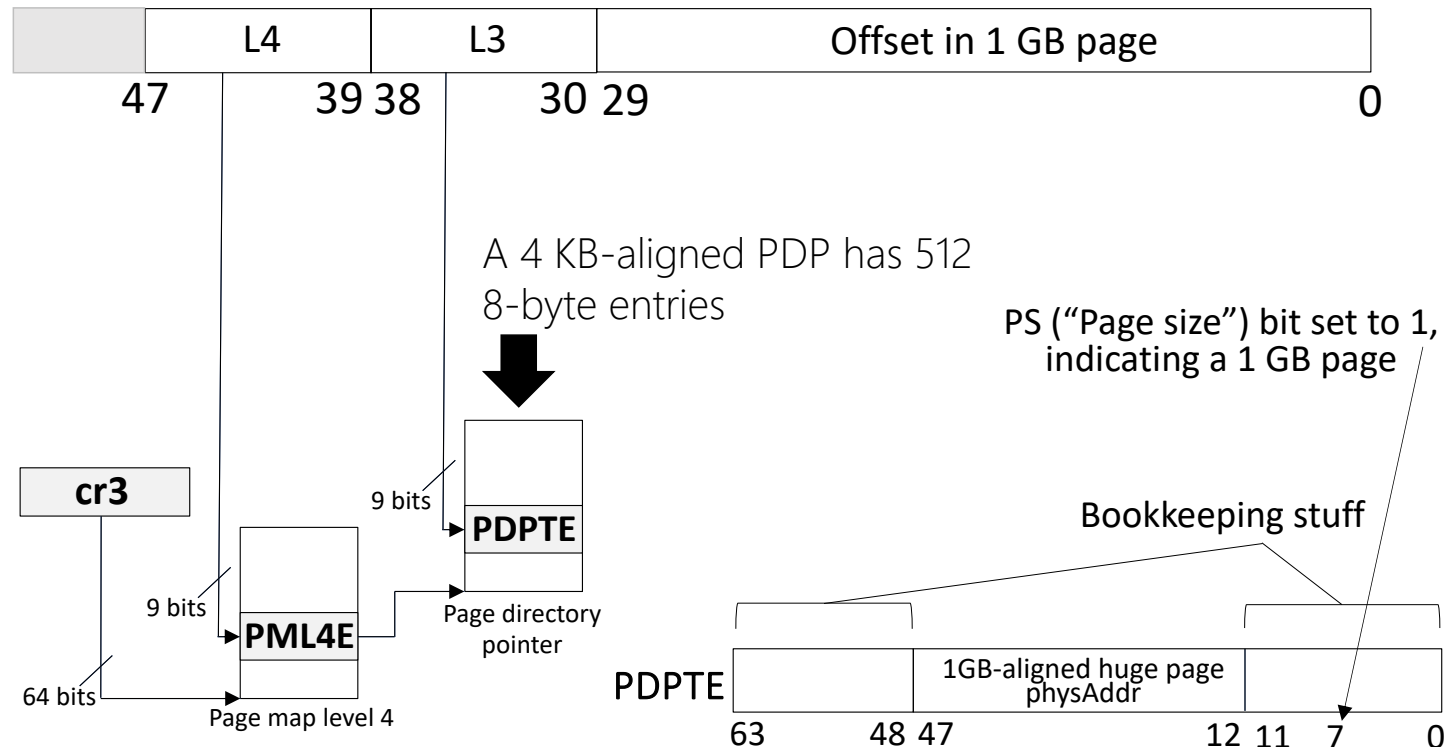 L4 L3 Offset in 1 GB page
47 39 38 30 29 0
A 4 KB-aligned PDP has 512
8-byte entries
PS (“Page size”) bit set to 1,
indicating a 1 GB page
cr3
9 bits
PDPTE
Page directory
pointer
9 bits
PML4E
64 bits
Page map level 4
Bookkeeping stuff
PDPTE
1GB-aligned huge page
physAddr
63 48 47 12 11 7 0